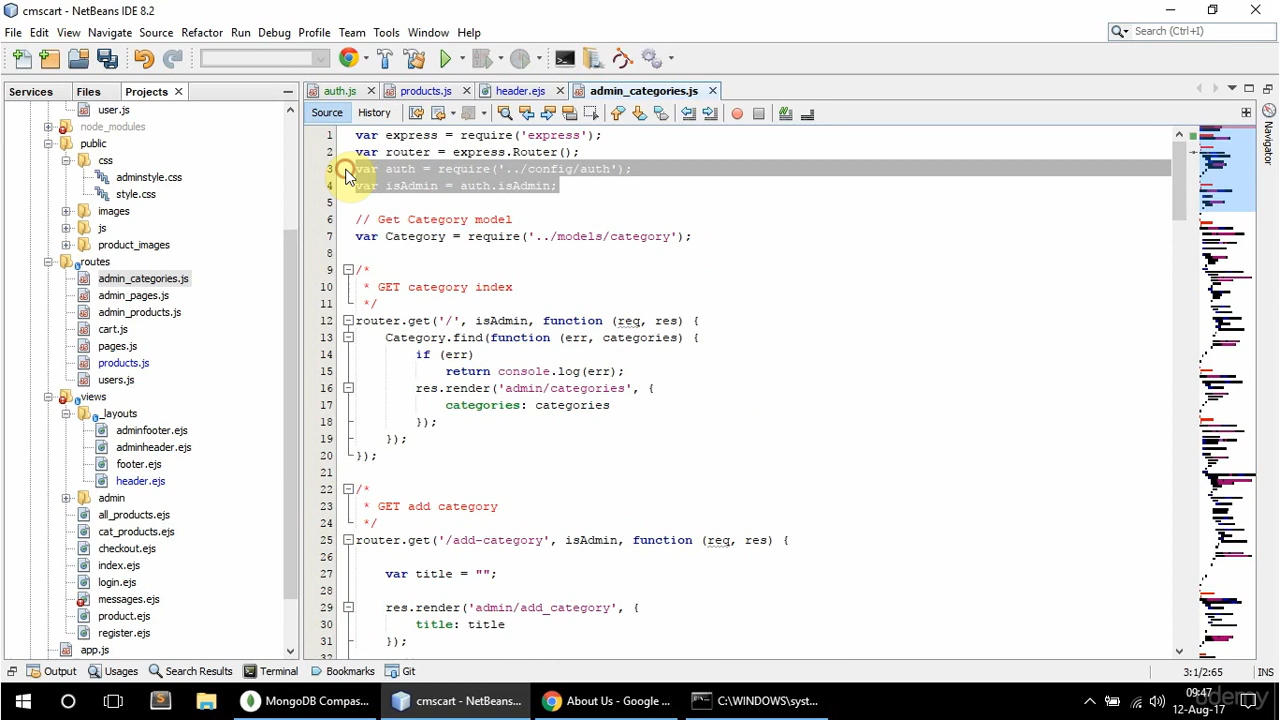 cmscart - NetBeans IDE 8.2
File Edit View Navigate Source Refactor Run Debug Profile Team Tools Window Help
Search (Ctrl+I)
Services Files Projects
auth.js products.js header.ejs admin_categories.js
Source History
user.js
node_modules
public
css
adminstyle.css
style.css
images
js
product_images
routes
admin_categories.js
admin_pages.js
admin_products.js
cart.js
pages.js
products.js
users.js
views
_layouts
adminfooter.ejs
adminheader.ejs
footer.ejs
header.ejs
admin
all_products.ejs
cat_products.ejs
checkout.ejs
index.ejs
login.ejs
messages.ejs
product.ejs
register.ejs
app.js
1 var express = require('express');
2 var router = express.Router();
3 var auth = require('../config/auth');
4 var isAdmin = auth.isAdmin;
5
6 // Get Category model
7 var Category = require('../models/category');
8
9 /*
10 * GET category index
11 */
12 router.get('/', isAdmin, function (req, res) {
13 Category.find(function (err, categories) {
14 if (err)
15 return console.log(err);
16 res.render('admin/categories', {
17 categories: categories
18 });
19 });
20 });
21
22 /*
23 * GET add category
24 */
25 router.get('/add-category', isAdmin, function (req, res) {
26
27 var title = "";
28
29 res.render('admin/add_category', {
30 title: title
31 });
32
Navigator
Output Usages Search Results Terminal Bookmarks Git
3:1/2:65 INS
MongoDB Compas... cmscart - NetBeans ... About Us - Google ... C:\WINDOWS\syst...
09:47
12-Aug-17
udemy